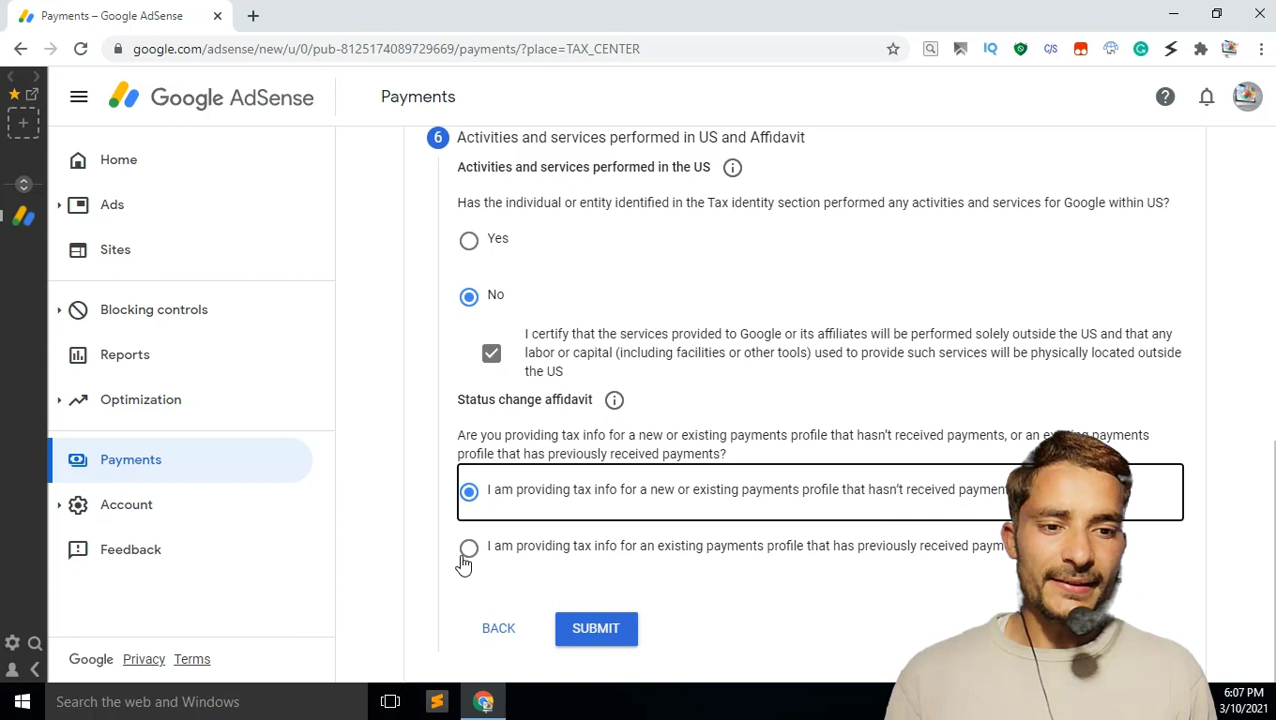 Payments – Google AdSense
google.com/adsense/new/u/0/pub-8125174089729669/payments/?place=TAX_CENTER
Google AdSense
Payments
Home
Ads
Sites
Blocking controls
Reports
Optimization
Payments
Account
Feedback
Google Privacy Terms
6 Activities and services performed in US and Affidavit
Activities and services performed in the US
Has the individual or entity identified in the Tax identity section performed any activities and services for Google within US?
Yes
No
I certify that the services provided to Google or its affiliates will be performed solely outside the US and that any
labor or capital (including facilities or other tools) used to provide such services will be physically located outside
the US
Status change affidavit
Are you providing tax info for a new or existing payments profile that hasn't received payments, or an payments
profile that has previously received payments?
I am providing tax info for a new or existing payments profile that hasn't received
I am providing tax info for an existing payments profile that has previously received
BACK
SUBMIT
Search the web and Windows
6:07 PM
3/10/2021